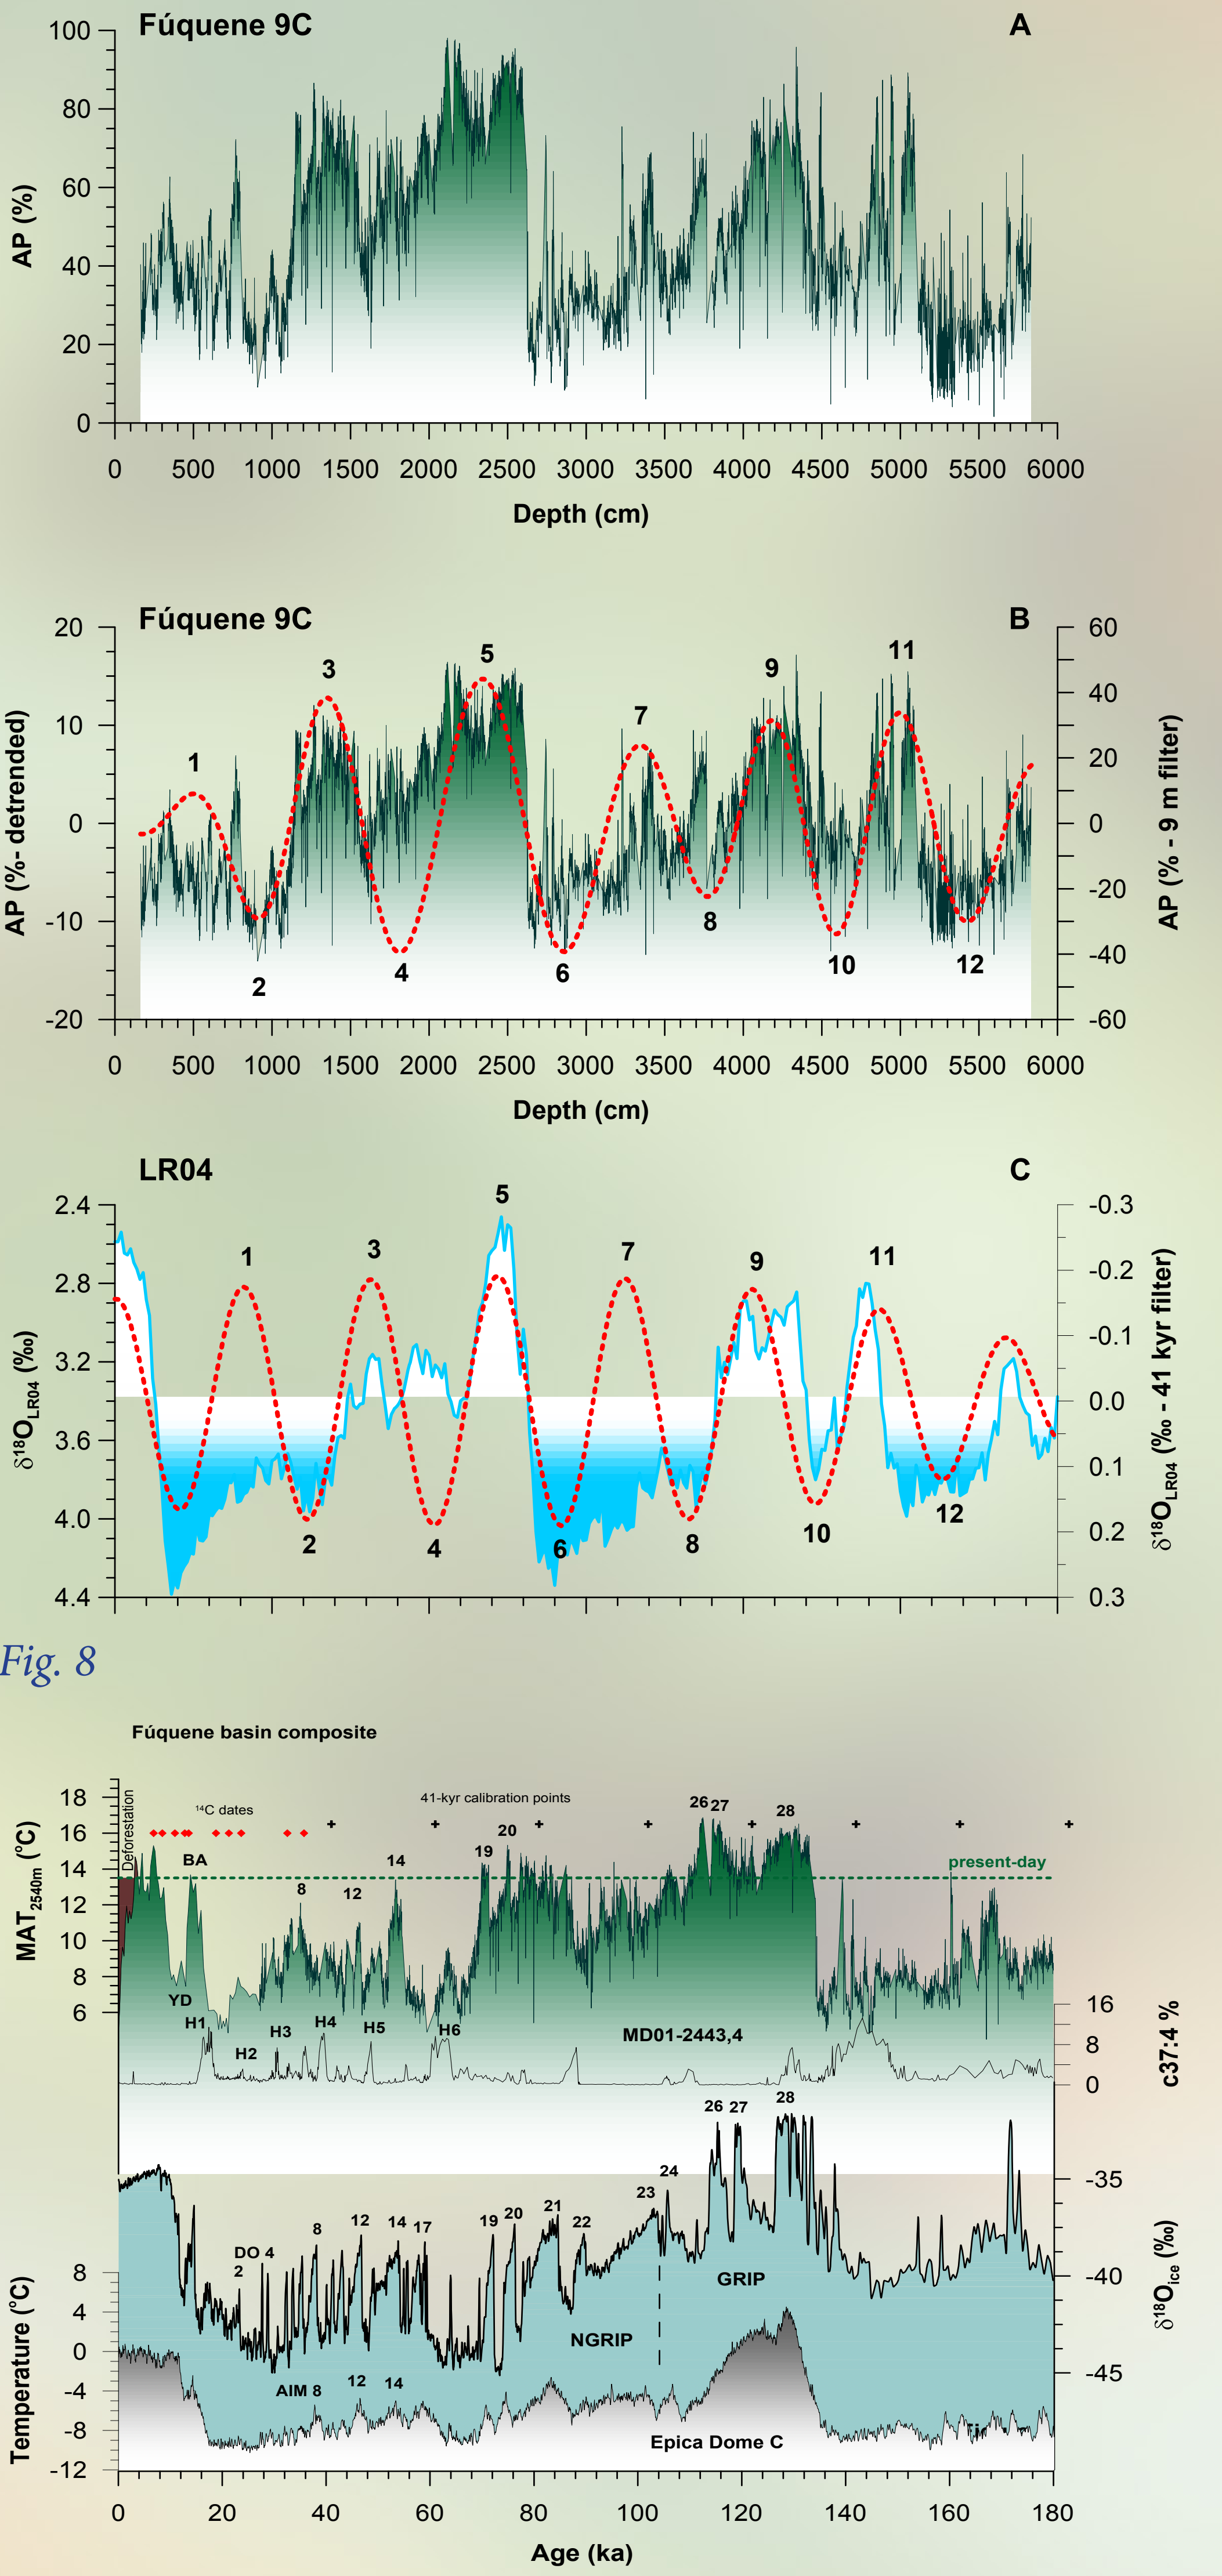 Fúquene 9C
A
100
80
60
40
20
0
AP (%)
0 500 1000 1500 2000 2500 3000 3500 4000 4500 5000 5500 6000
Depth (cm)
Fúquene 9C
B
20
10
0
-10
-20
AP (%- detrended)
60
40
20
0
-20
-40
-60
AP (% - 9 m filter)
1
2
3
4
5
6
7
8
9
10
11
12
0 500 1000 1500 2000 2500 3000 3500 4000 4500 5000 5500 6000
Depth (cm)
LR04
C
2.4
2.8
3.2
3.6
4.0
4.4
δ18OLR04 (‰)
-0.3
-0.2
-0.1
0.0
0.1
0.2
0.3
δ18OLR04 (‰ - 41 kyr filter)
1
2
3
4
5
6
7
8
9
10
11
12
Fig. 8
Fúquene basin composite
18
16
14
12
10
8
6
MAT2540m (°C)
Deforestation
14C dates
41-kyr calibration points
BA
YD
8
12
14
19
20
26
27
28
present-day
H1
H2
H3
H4
H5
H6
MD01-2443,4
16
8
0
c37:4 %
DO 4
2
8
12
14
17
19
20
21
22
23
24
26
27
28
NGRIP
GRIP
-35
-40
-45
δ18Oice (‰)
8
4
0
-4
-8
-12
Temperature (°C)
AIM 8
12
14
Epica Dome C
0 20 40 60 80 100 120 140 160 180
Age (ka)